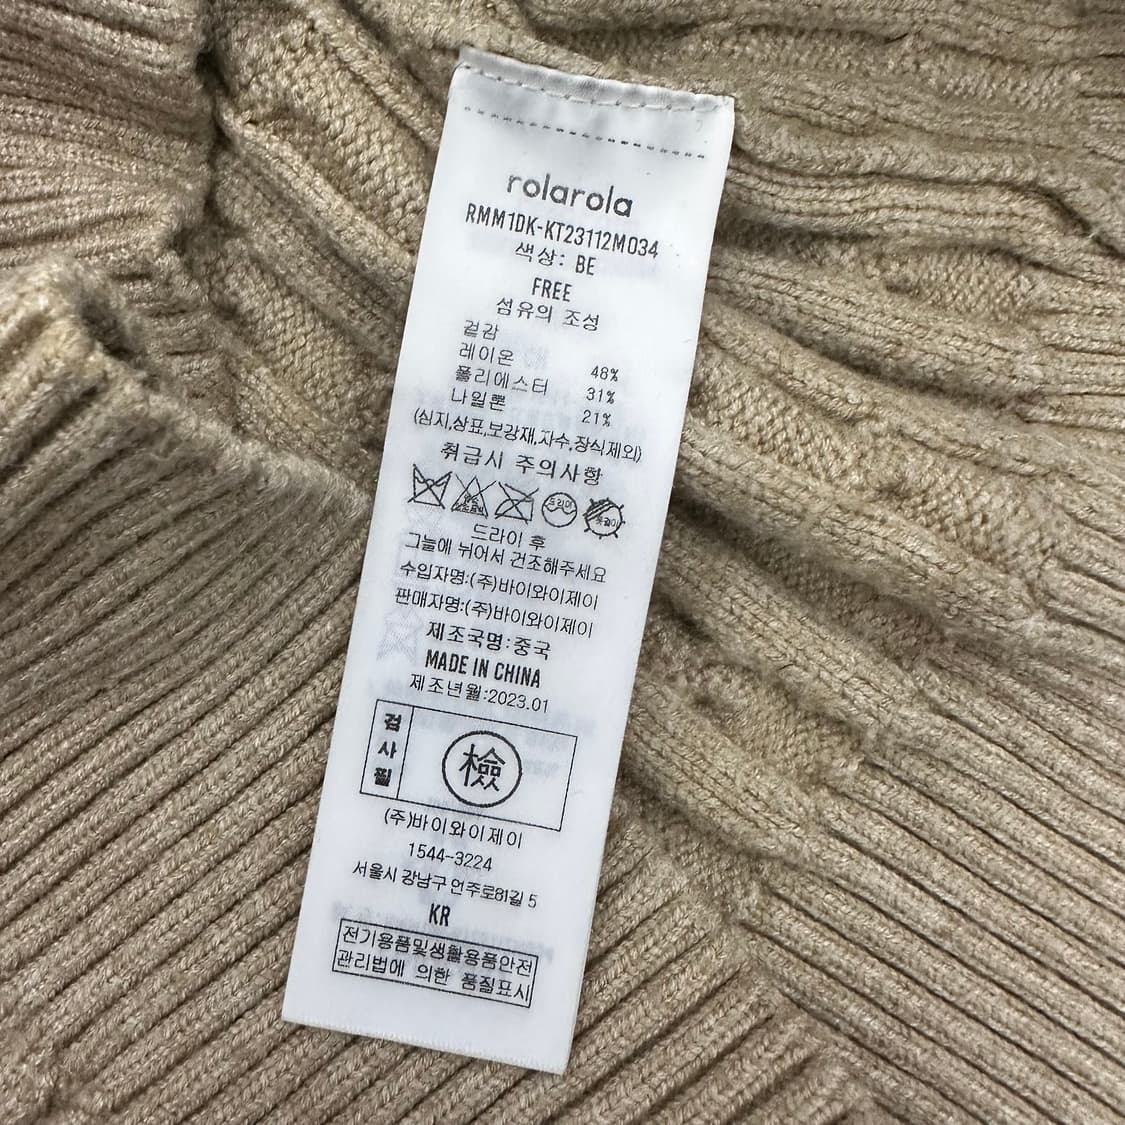 rolarola
RMM1DK-KT23112M034
색상: BE
FREE
섬유의 조성
겉감
레이온 48%
폴리에스터 31%
나일론 21%
(심지,상표,보강재,자수,장식제외)
취급시 주의사항
드라이
드라이 후
그늘에 뉘어서 건조해주세요
수입자명:(주)바이와이제이
판매자명:(주)바이와이제이
제조국명:중국
MADE IN CHINA
제조년월:2023.01
검사필
檢
(주)바이와이제이
1544-3224
서울시 강남구 언주로81길 5
KR
전기용품및생활용품안전
관리법에 의한 품질표시